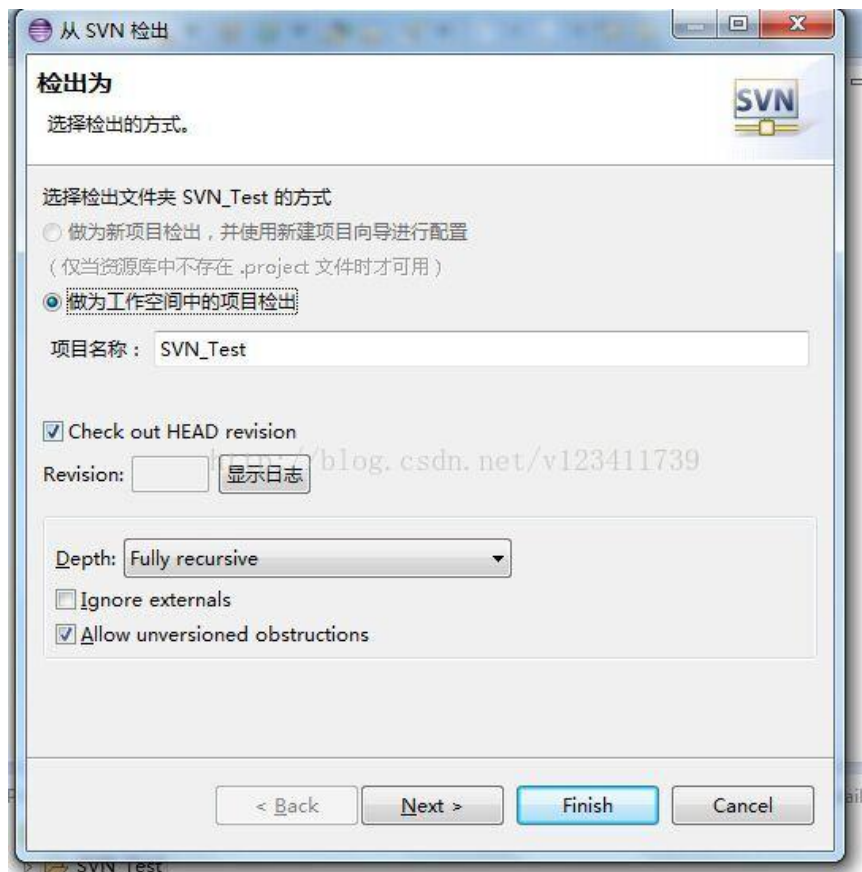 从 SVN 检出
检出为
选择检出的方式。
SVN
选择检出文件夹 SVN_Test 的方式
做为新项目检出，并使用新建项目向导进行配置
（仅当资源库中不存在 .project 文件时才可用）
做为工作空间中的项目检出
项目名称： SVN_Test
Check out HEAD revision
http://blog.csdn.net/v123411739
Revision: 显示日志
Depth: Fully recursive
Ignore externals
Allow unversioned obstructions
< Back Next > Finish Cancel
SVN_Test